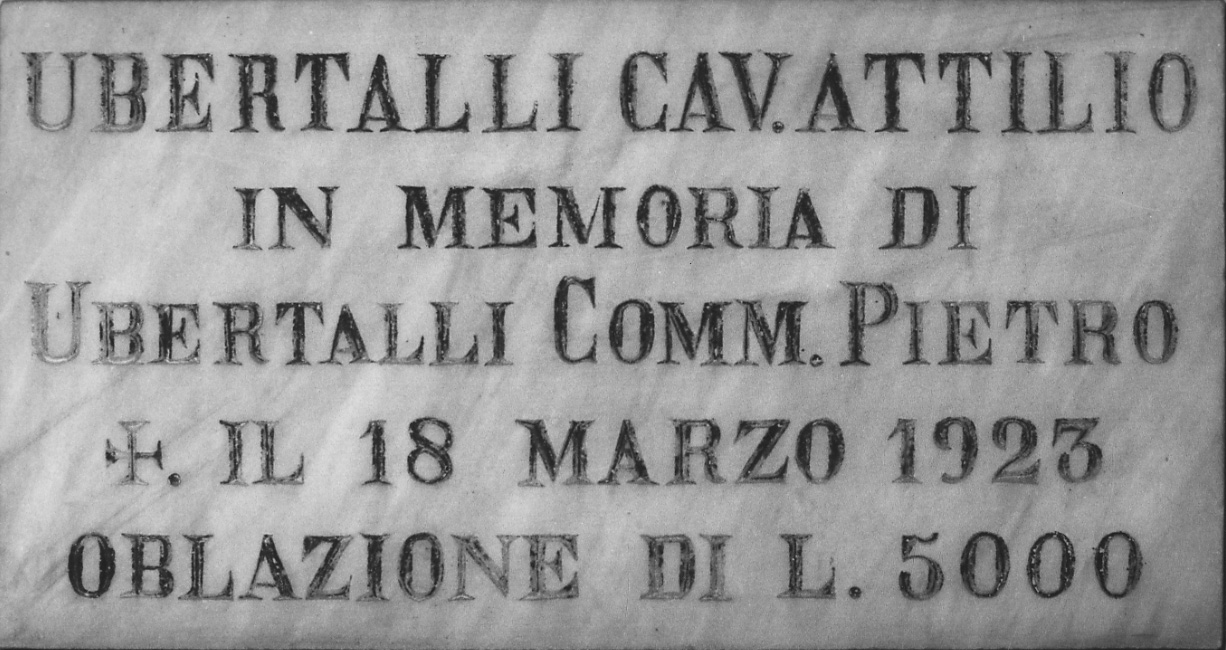 UBERTALLI CAV. ATTILIO
IN MEMORIA DI
UBERTALLI COMM. PIETRO
✠. IL 18 MARZO 1923
OBLAZIONE DI L. 5000